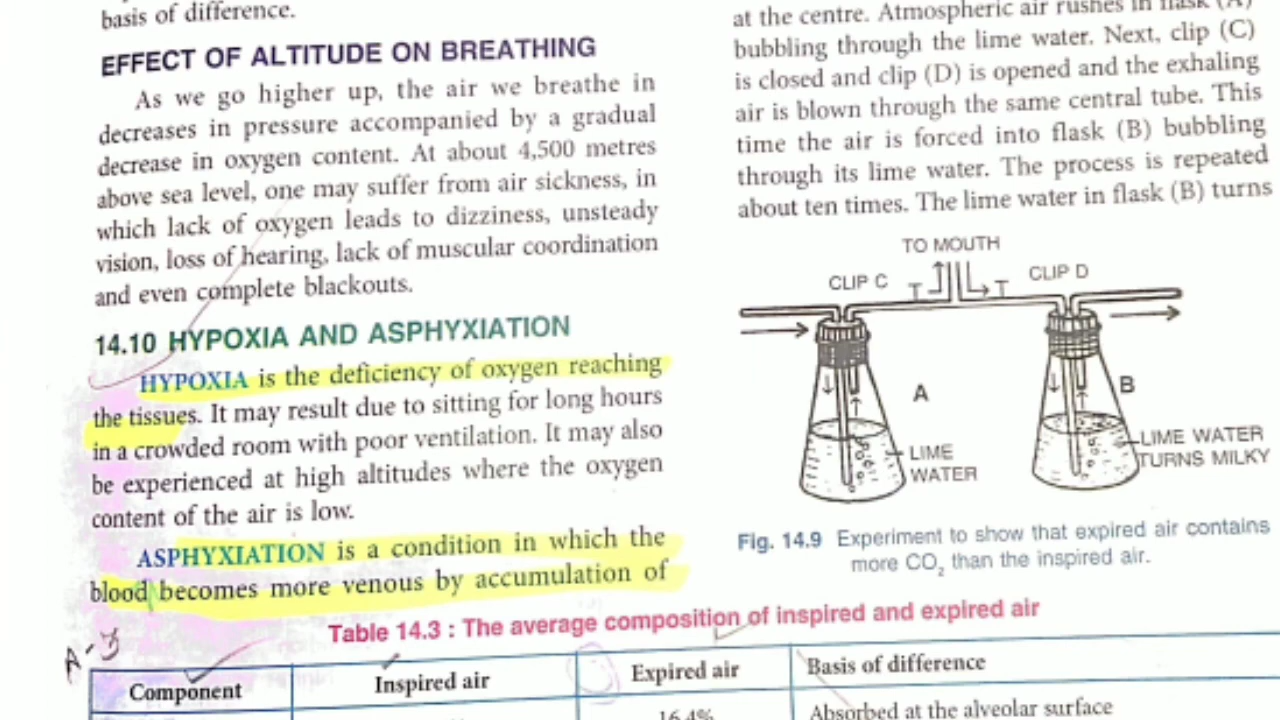 basis of difference.
EFFECT OF ALTITUDE ON BREATHING
As we go higher up, the air we breathe in
decreases in pressure accompanied by a gradual
decrease in oxygen content. At about 4,500 metres
above sea level, one may suffer from air sickness, in
which lack of oxygen leads to dizziness, unsteady
vision, loss of hearing, lack of muscular coordination
and even complete blackouts.
14.10 HYPOXIA AND ASPHYXIATION
HYPOXIA is the deficiency of oxygen reaching
the tissues. It may result due to sitting for long hours
in a crowded room with poor ventilation. It may also
be experienced at high altitudes where the oxygen
content of the air is low.
ASPHYXIATION is a condition in which the
blood becomes more venous by accumulation of
at the centre. Atmospheric air rushes in flask (A)
bubbling through the lime water. Next, clip (C)
is closed and clip (D) is opened and the exhaling
air is blown through the same central tube. This
time the air is forced into flask (B) bubbling
through its lime water. The process is repeated
about ten times. The lime water in flask (B) turns
TO MOUTH
CLIP C
CLIP D
T
T
A
B
LIME
WATER
LIME WATER
TURNS MILKY
Fig. 14.9 Experiment to show that expired air contains
more CO₂ than the inspired air.
Table 14.3 : The average composition of inspired and expired air
Component
Inspired air
Expired air
Basis of difference
16.4%
Absorbed at the alveolar surface